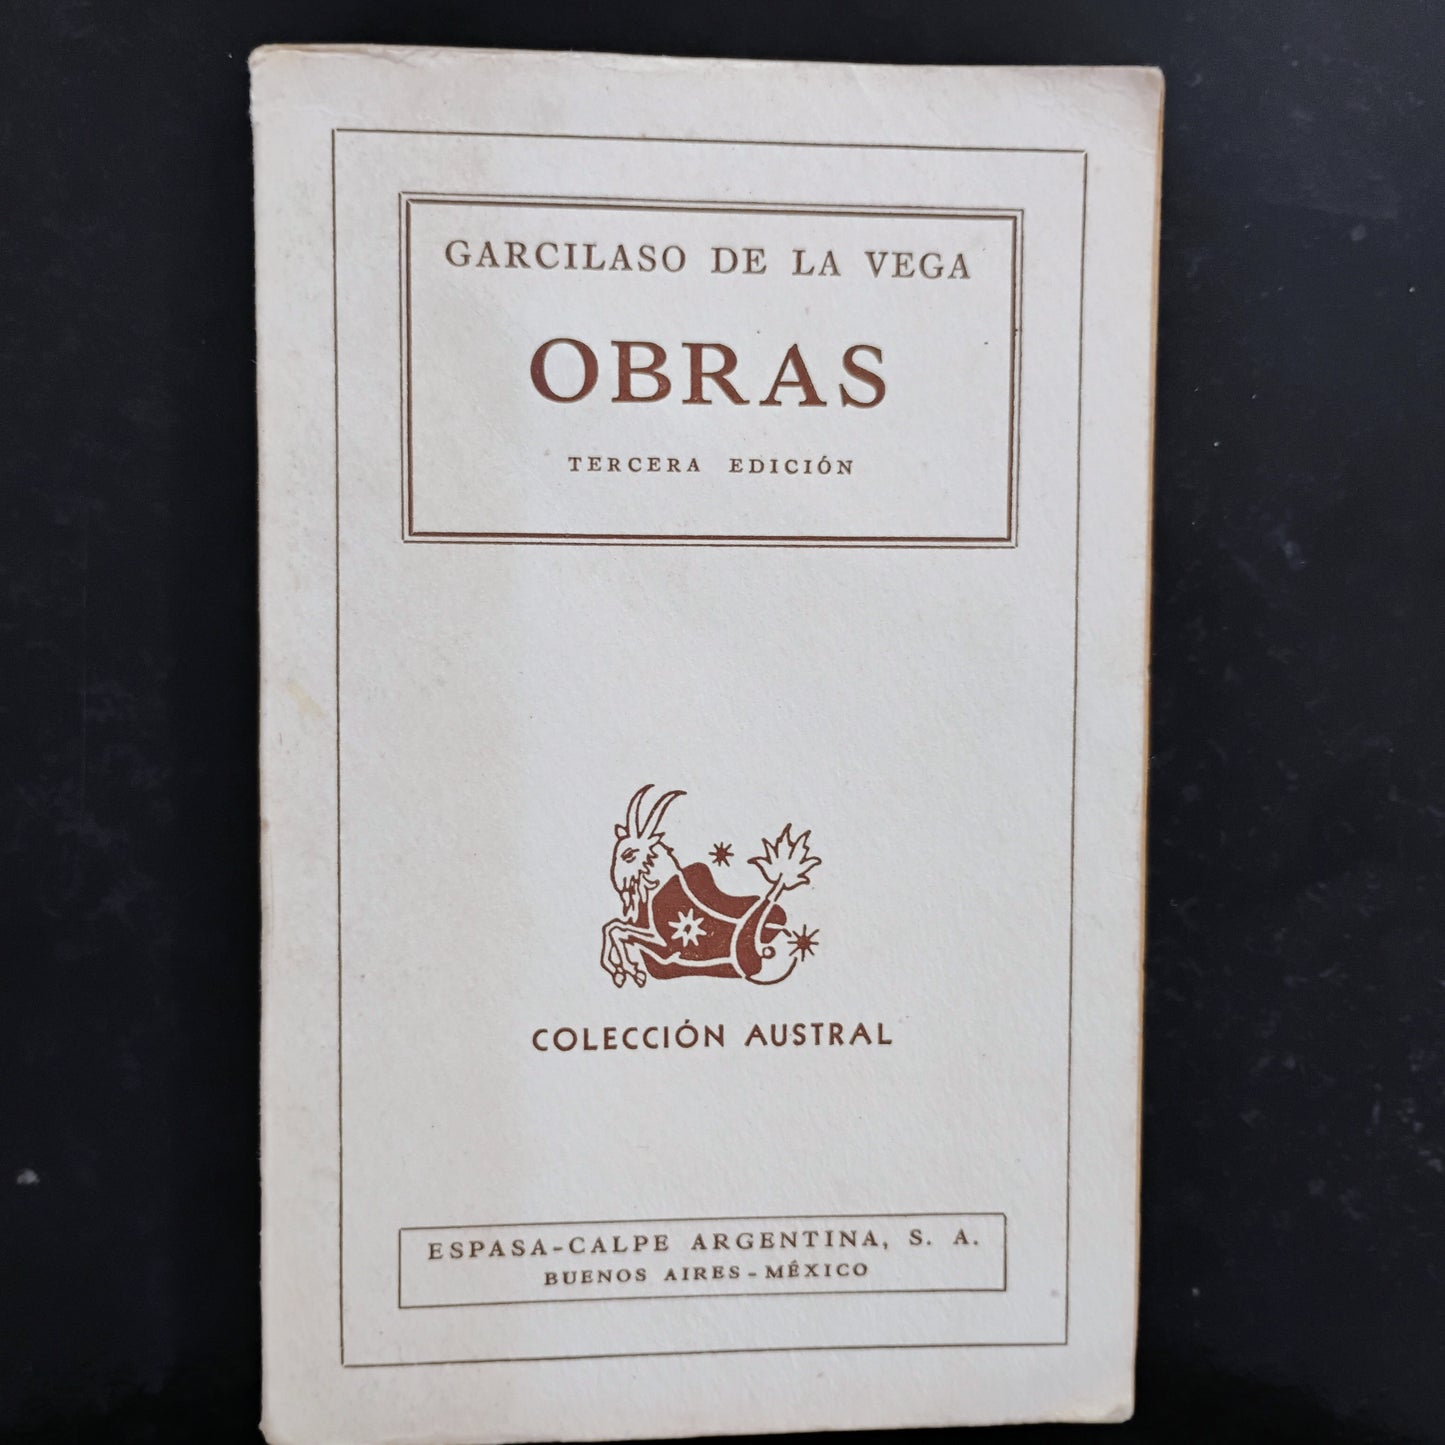 GARCILASO DE LA VEGA
OBRAS
TERCERA EDICIÓN
COLECCIÓN AUSTRAL
ESPASA-CALPE ARGENTINA, S. A.
BUENOS AIRES - MÉXICO